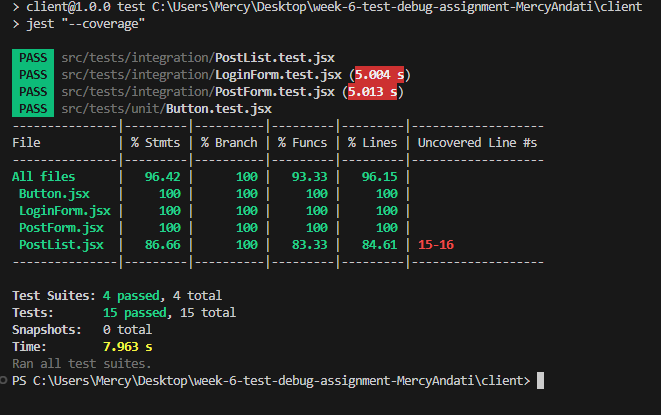 > client@1.0.0 test C:\Users\Mercy\Desktop\week-6-test-debug-assignment-MercyAndati\client
> jest "--coverage"
PASS src/tests/integration/PostList.test.jsx
PASS src/tests/integration/LoginForm.test.jsx (5.004 s)
PASS src/tests/integration/PostForm.test.jsx (5.013 s)
PASS src/tests/unit/Button.test.jsx
---------------|---------|----------|---------|---------|-------------------
File           | % Stmts | % Branch | % Funcs | % Lines | Uncovered Line #s
---------------|---------|----------|---------|---------|-------------------
All files      |   96.42 |      100 |   93.33 |   96.15 |
 Button.jsx    |     100 |      100 |     100 |     100 |
 LoginForm.jsx |     100 |      100 |     100 |     100 |
 PostForm.jsx  |     100 |      100 |     100 |     100 |
 PostList.jsx  |   86.66 |      100 |   83.33 |   84.61 | 15-16
---------------|---------|----------|---------|---------|-------------------
Test Suites: 4 passed, 4 total
Tests:       15 passed, 15 total
Snapshots:   0 total
Time:        7.963 s
Ran all test suites.
PS C:\Users\Mercy\Desktop\week-6-test-debug-assignment-MercyAndati\client>